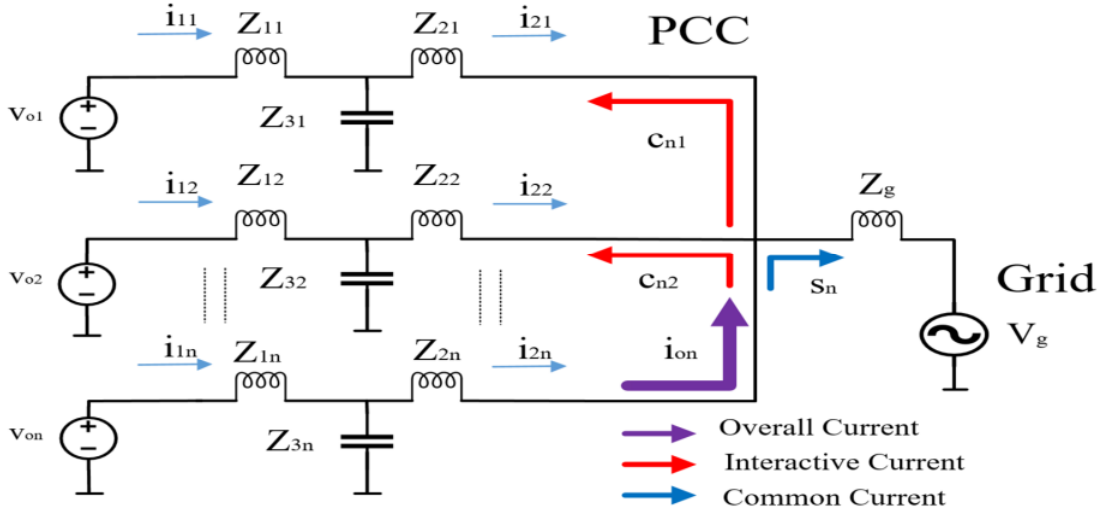 i11 Z11 Z21 i21 PCC
vo1 Z31 cn1
i12 Z12 Z22 i22 Zg
vo2 Z32 cn2 sn Grid
i1n Z1n Z2n i2n ion Vg
von Z3n
Overall Current
Interactive Current
Common Current